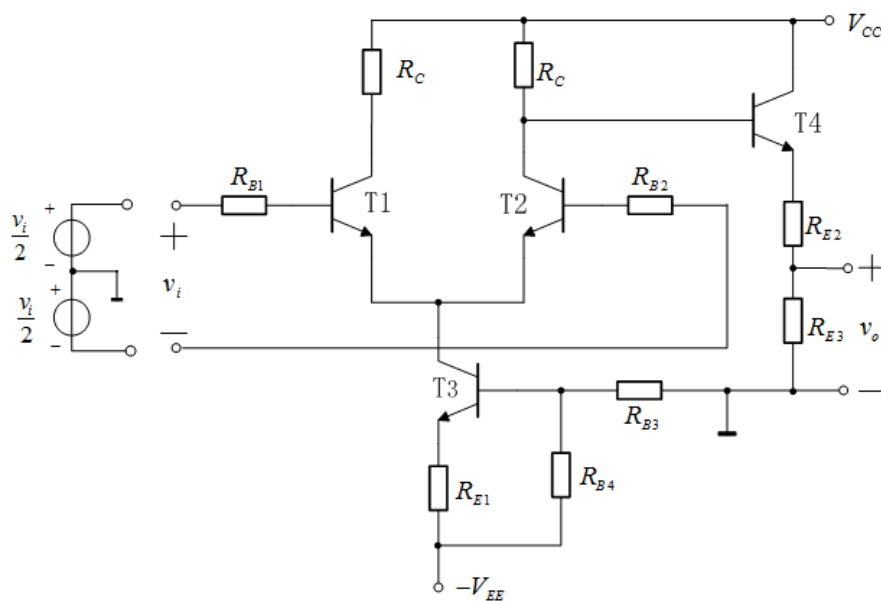 V_CC
R_C
R_C
T4
R_B1
R_B2
T1
T2
+
v_i/2
−
+
v_i
R_E2
+
+
v_i/2
−
−
R_E3
v_o
T3
R_B3
−
R_E1
R_B4
−V_EE